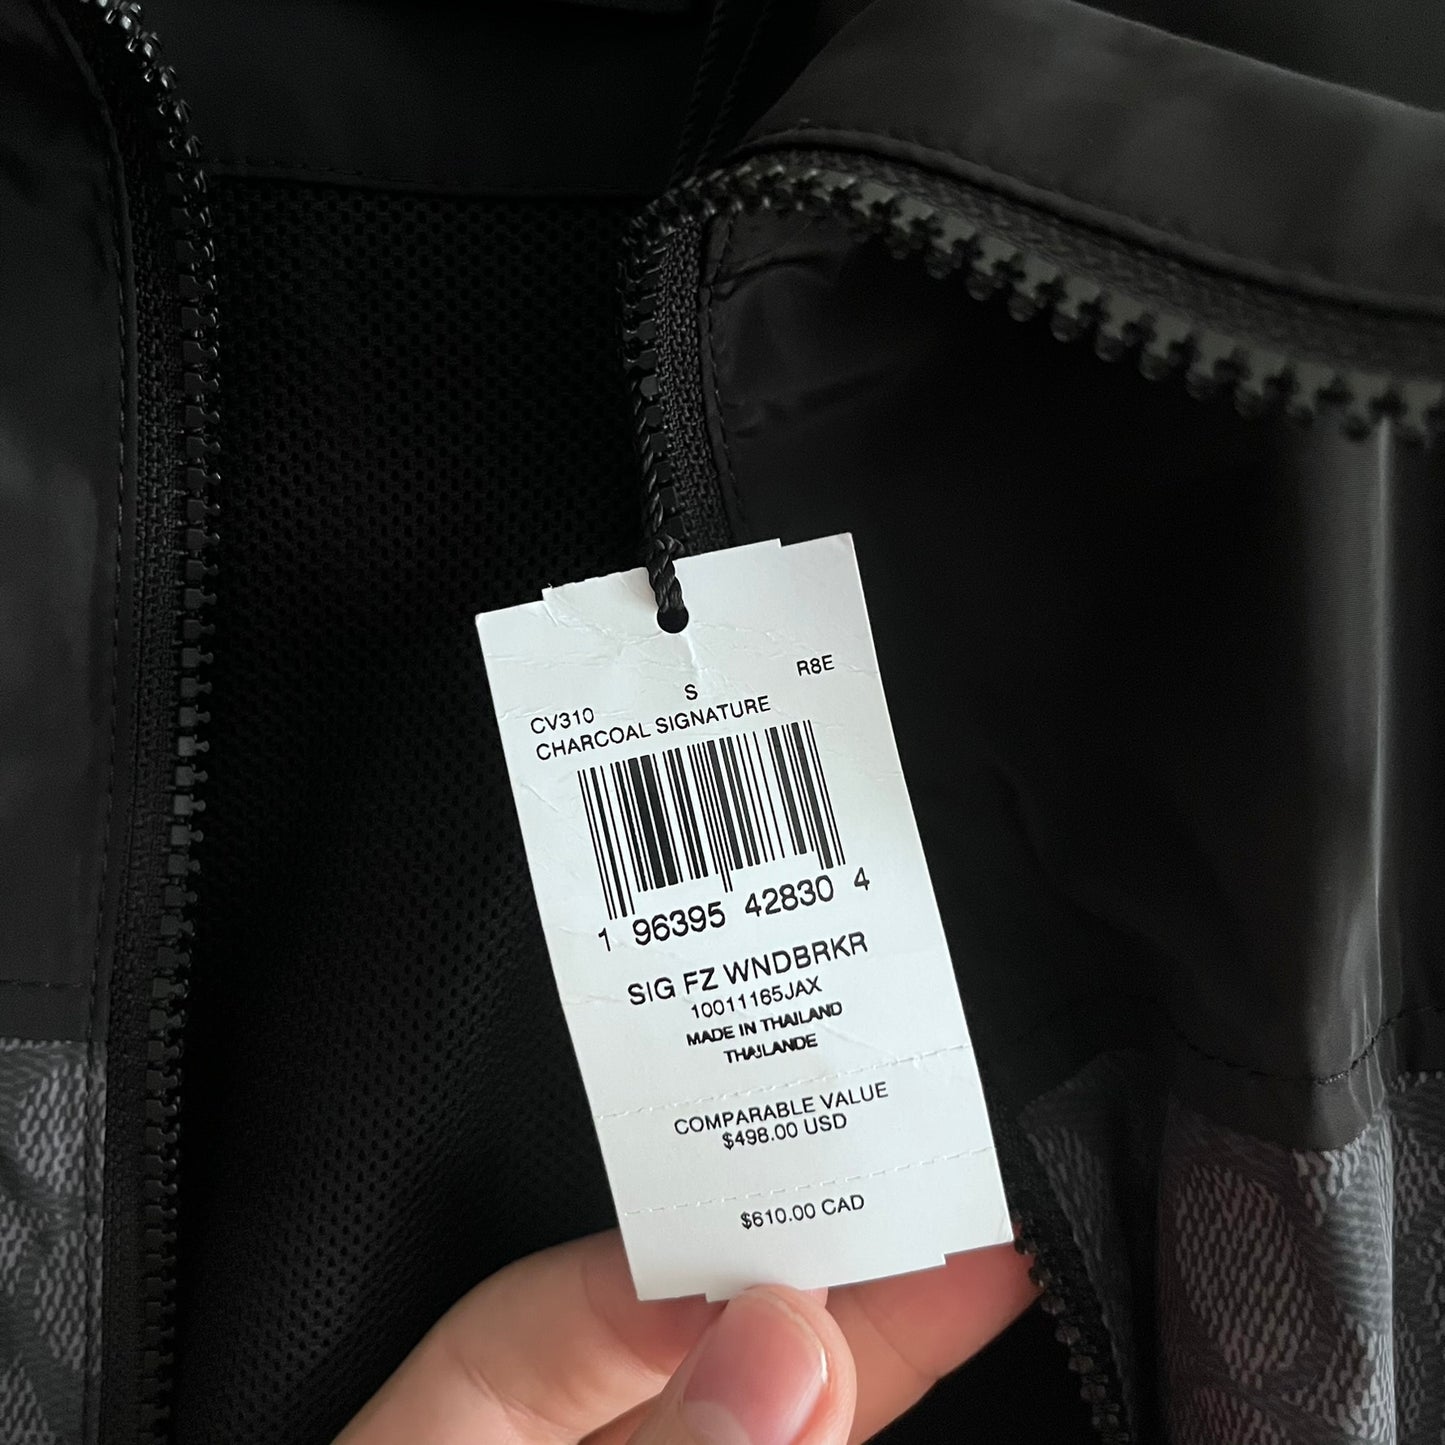 R8E
S
CV310
CHARCOAL SIGNATURE
1 96395 42830 4
SIG FZ WNDBRKR
10011165JAX
MADE IN THAILAND
THAILANDE
COMPARABLE VALUE
$498.00 USD
$610.00 CAD